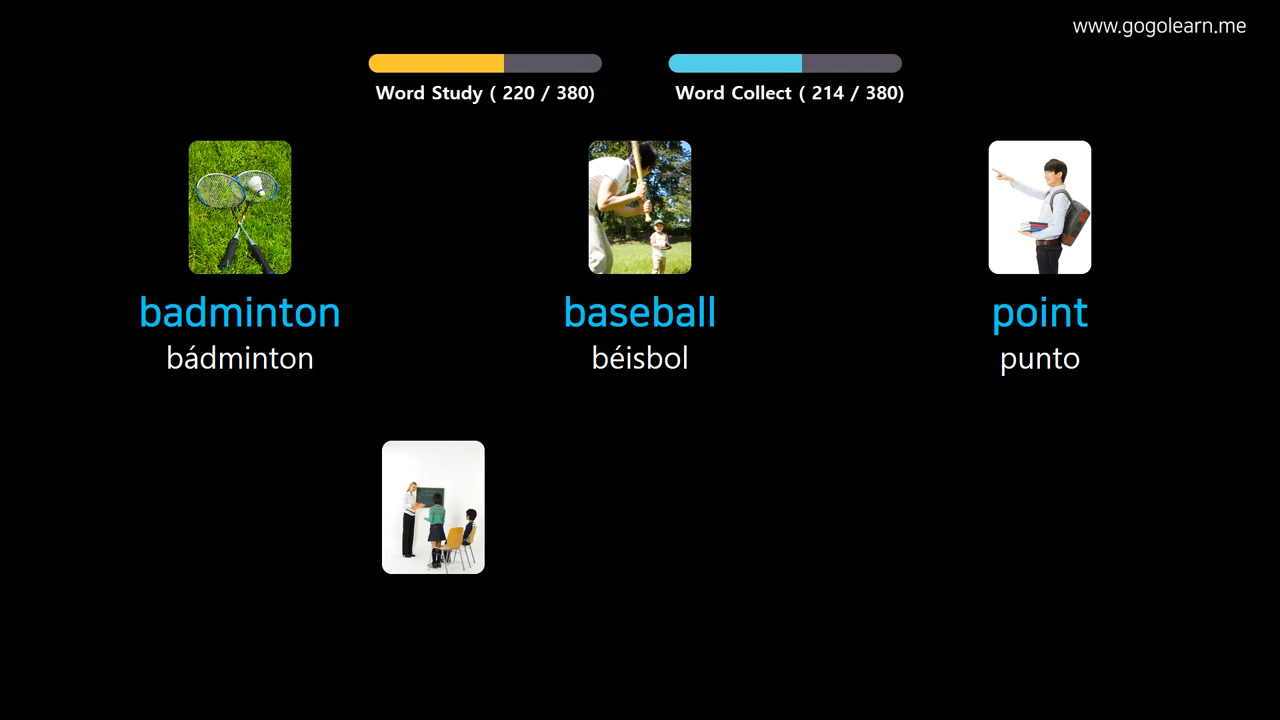 www.gogolearn.me
Word Study ( 220 / 380)
Word Collect ( 214 / 380)
badminton
bádminton
baseball
béisbol
point
punto